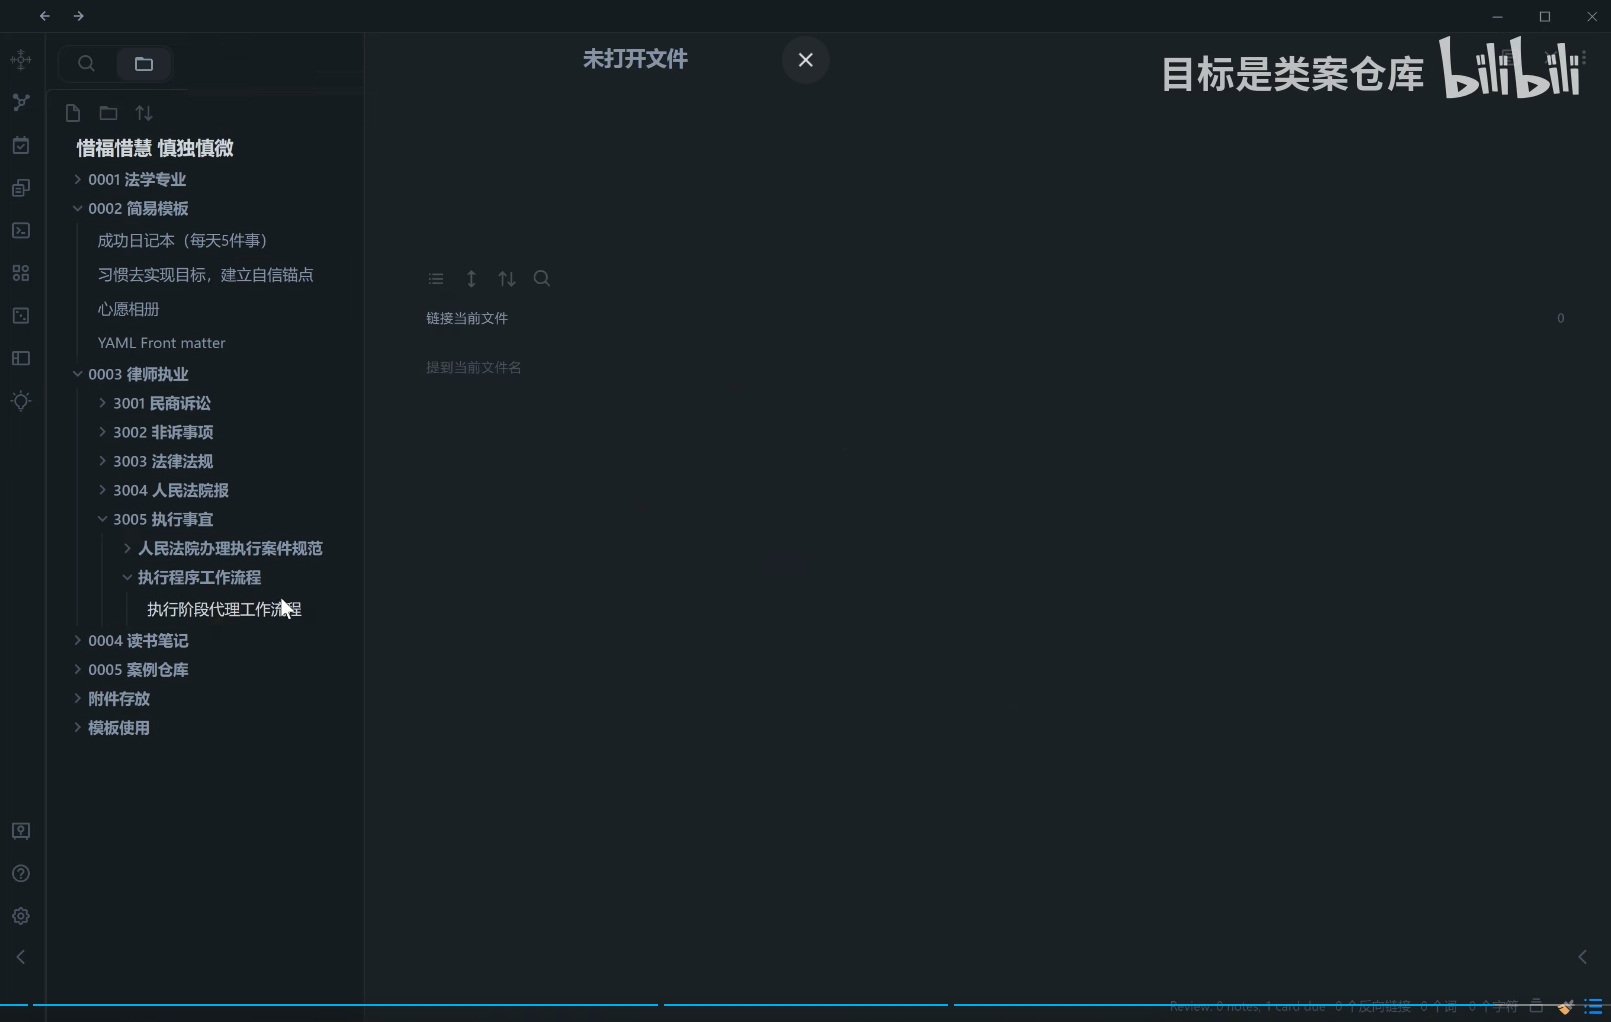 未打开文件
目标是类案仓库 bilibili
惜福惜慧 慎独慎微
0001 法学专业
0002 简易模板
成功日记本（每天5件事）
习惯去实现目标，建立自信锚点
心愿相册
YAML Front matter
0003 律师执业
3001 民商诉讼
3002 非诉事项
3003 法律法规
3004 人民法院报
3005 执行事宜
人民法院办理执行案件规范
执行程序工作流程
执行阶段代理工作流程
0004 读书笔记
0005 案例仓库
附件存放
模板使用
链接当前文件 0
提到当前文件名
Review: 0 notes, 1 card due 0 个反向链接 0 个词 0 个字符